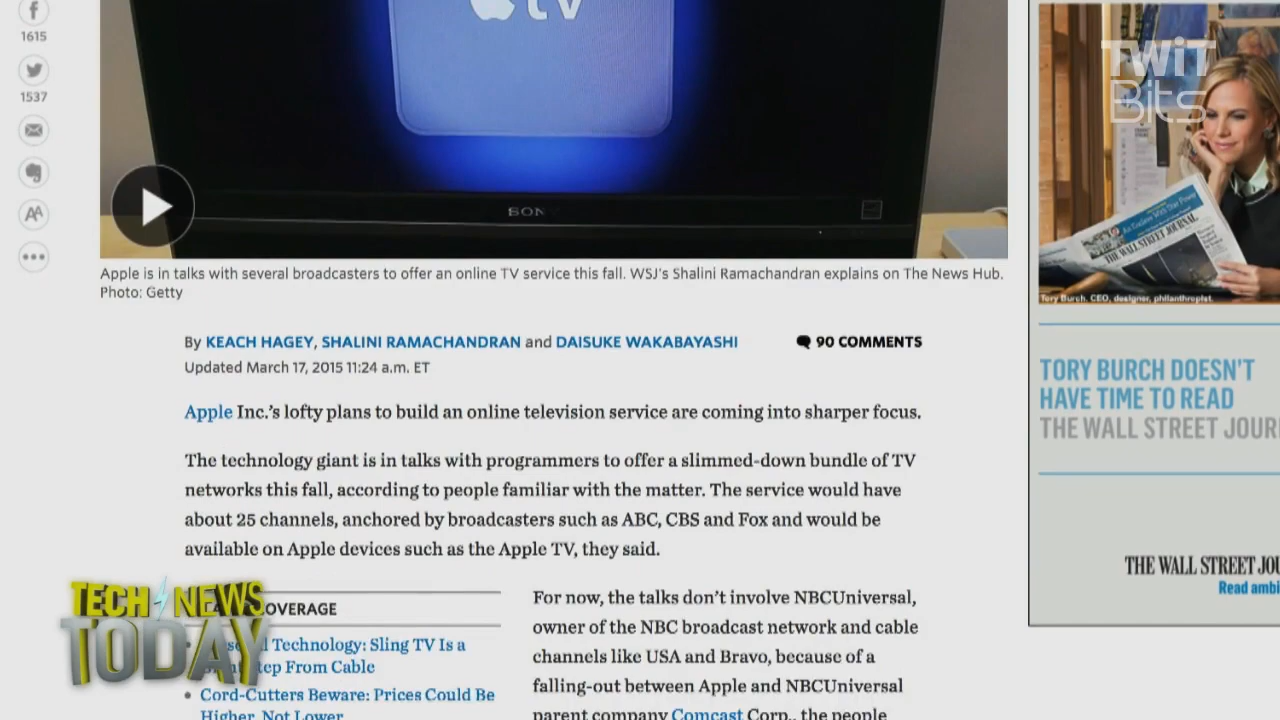 tv
TWiT
Bits
1615
1537
SONY
THE WALL STREET JOURNAL
Tory Burch, CEO, designer, philanthropist.
Apple is in talks with several broadcasters to offer an online TV service this fall. WSJ's Shalini Ramachandran explains on The News Hub.
Photo: Getty
By KEACH HAGEY, SHALINI RAMACHANDRAN and DAISUKE WAKABAYASHI
90 COMMENTS
Updated March 17, 2015 11:24 a.m. ET
Apple Inc.'s lofty plans to build an online television service are coming into sharper focus.
The technology giant is in talks with programmers to offer a slimmed-down bundle of TV
networks this fall, according to people familiar with the matter. The service would have
about 25 channels, anchored by broadcasters such as ABC, CBS and Fox and would be
available on Apple devices such as the Apple TV, they said.
OVERAGE
Technology: Sling TV Is a
tep From Cable
Cord-Cutters Beware: Prices Could Be
Higher, Not Lower
For now, the talks don't involve NBCUniversal,
owner of the NBC broadcast network and cable
channels like USA and Bravo, because of a
falling-out between Apple and NBCUniversal
parent company Comcast Corp., the people
TORY BURCH DOESN'T
HAVE TIME TO READ
THE WALL STREET JOUR
THE WALL STREET JOU
Read ambi
TECH NEWS
TODAY